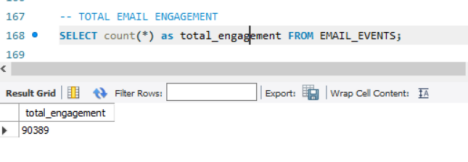 167 -- TOTAL EMAIL ENGAGEMENT
168 SELECT count(*) as total_engagement FROM EMAIL_EVENTS;
169
Result Grid Filter Rows: Export: Wrap Cell Content: IA
total_engagement
90389